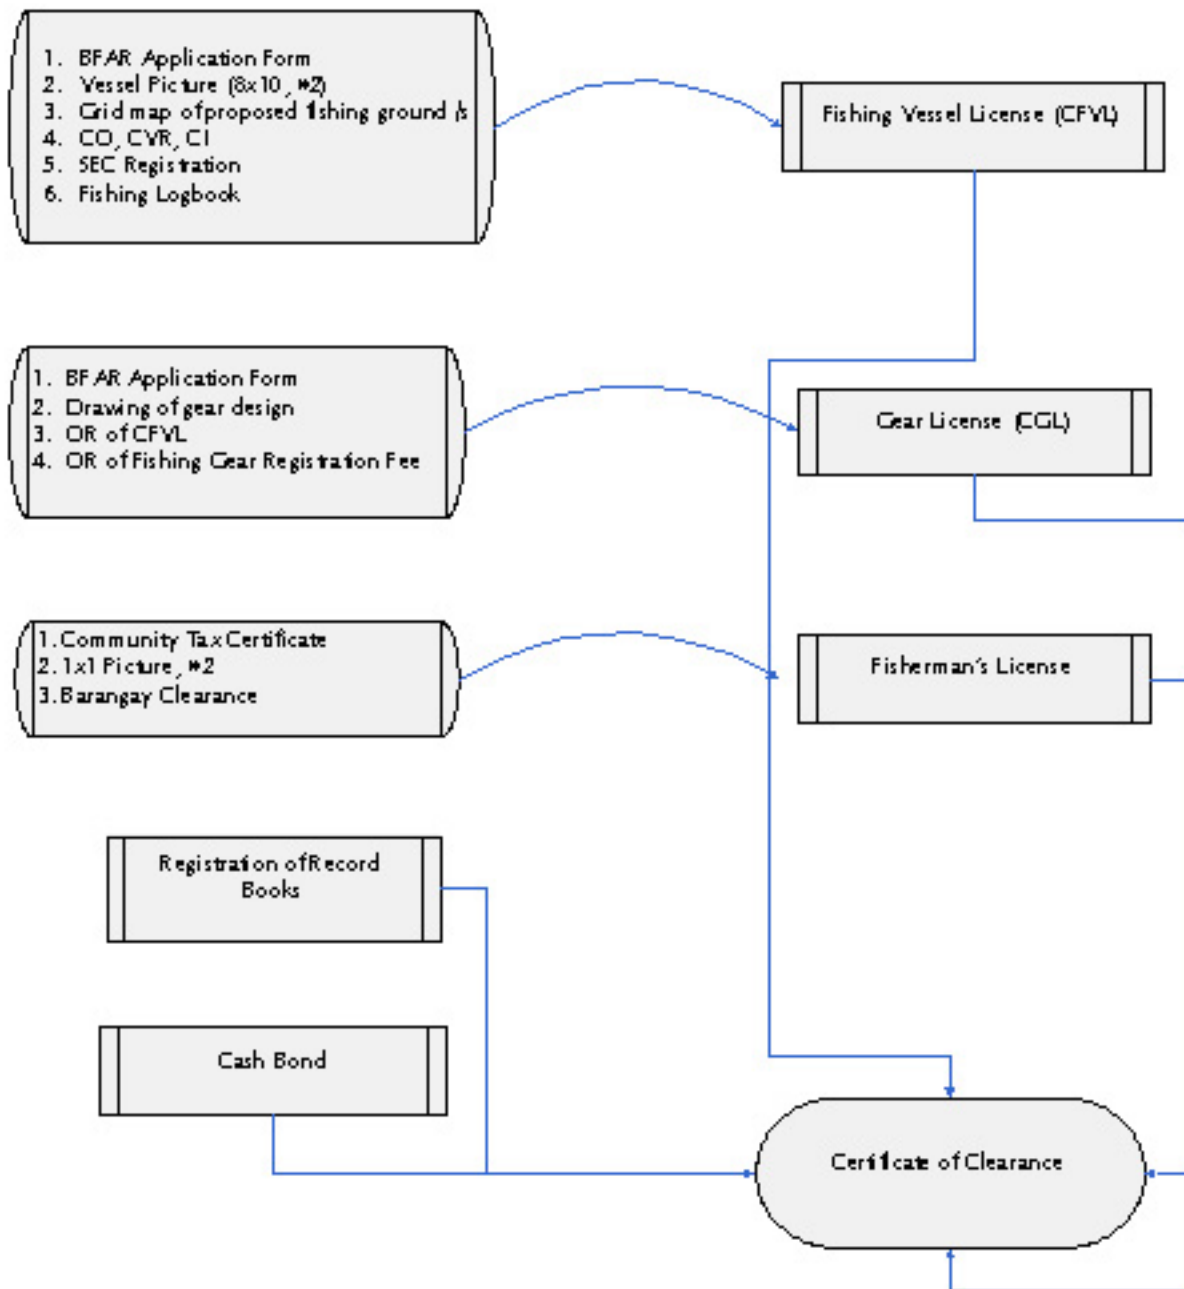 1. BFAR Application Form
2. Vessel Picture (8x10, #2)
3. Grid map of proposed fishing ground /s
4. CO, CVR, CI
5. SEC Registration
6. Fishing Logbook
Fishing Vessel License (CFVL)
1. BFAR Application Form
2. Drawing of gear design
3. OR of CFVL
4. OR of Fishing Gear Registration Fee
Gear License (CGL)
1. Community Tax Certificate
2. 1x1 Picture, #2
3. Barangay Clearance
Fisherman's License
Registration of Record
Books
Cash Bond
Certificate of Clearance